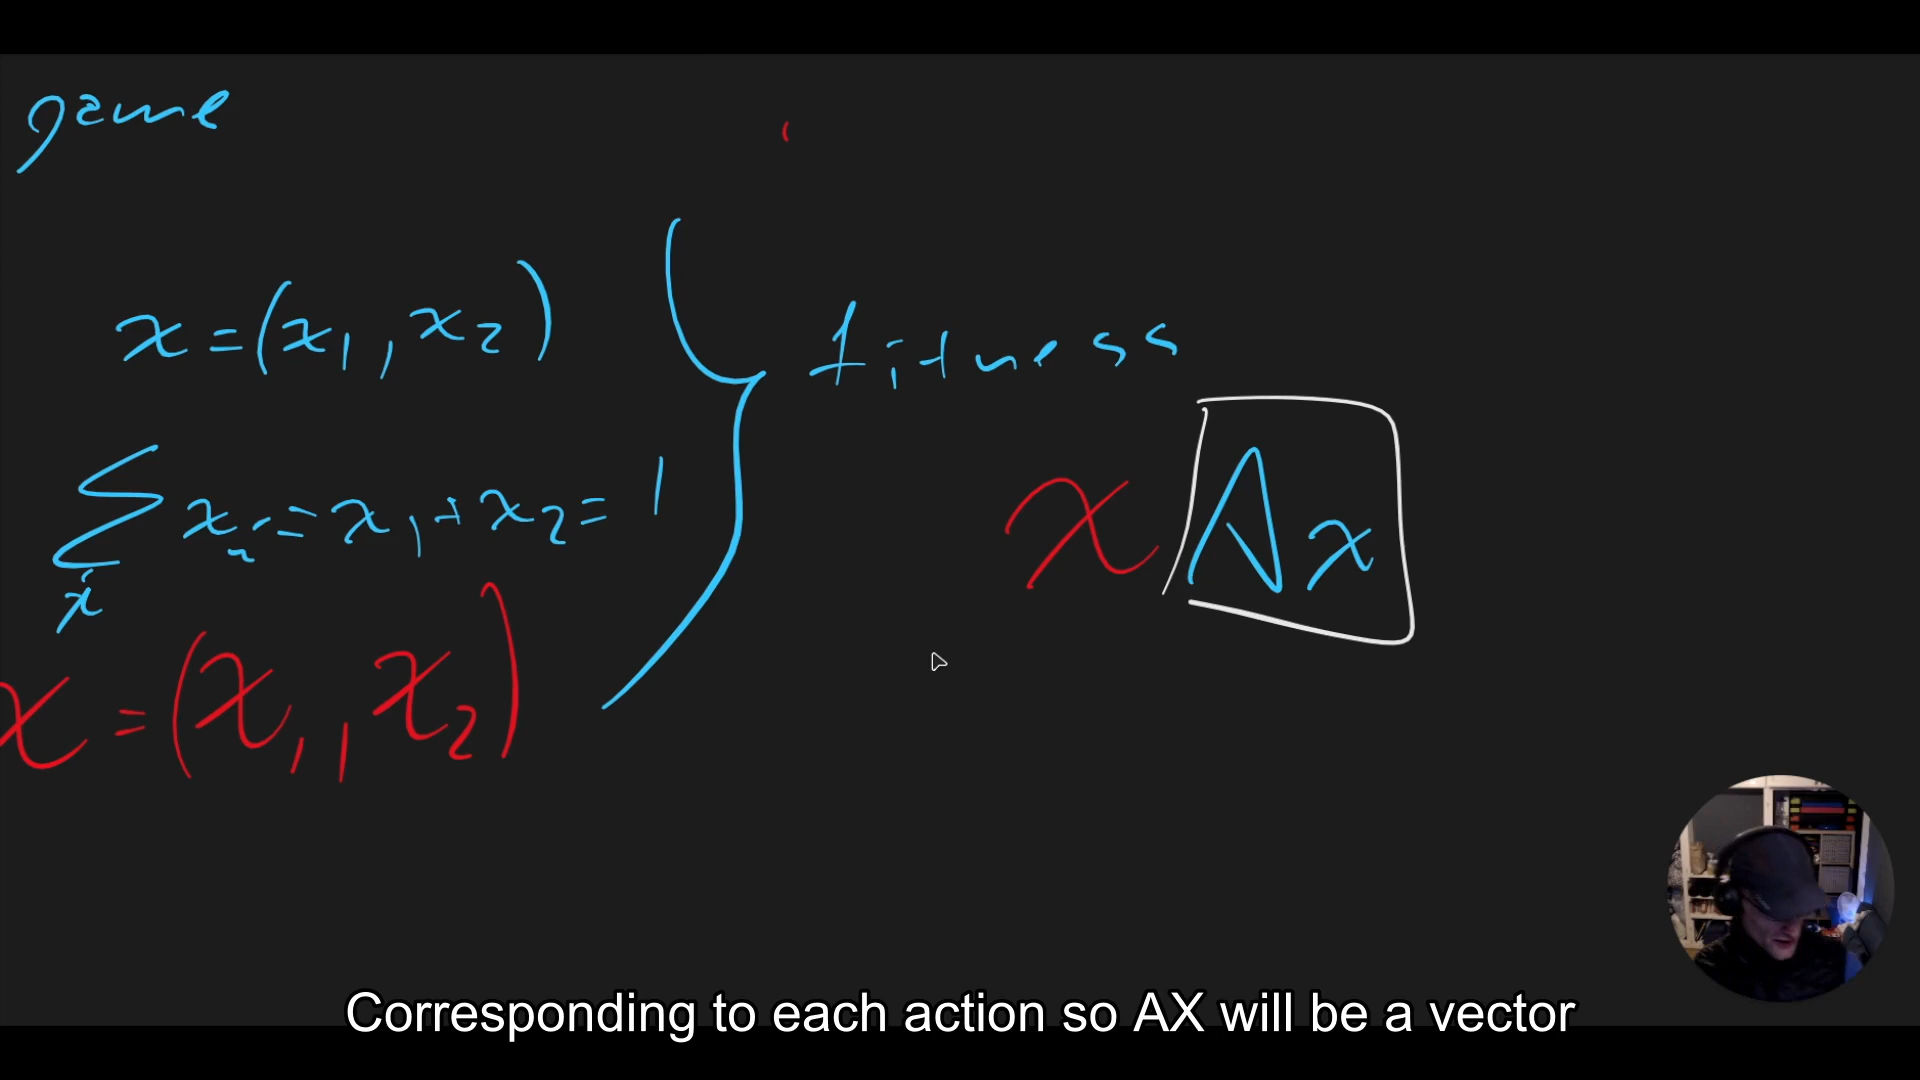 game
x = (x₁, x₂)
fitness
∑ᵢ xᵢ = x₁ + x₂ = 1
x Ax
x = (x₁, x₂)
Corresponding to each action so AX will be a vector